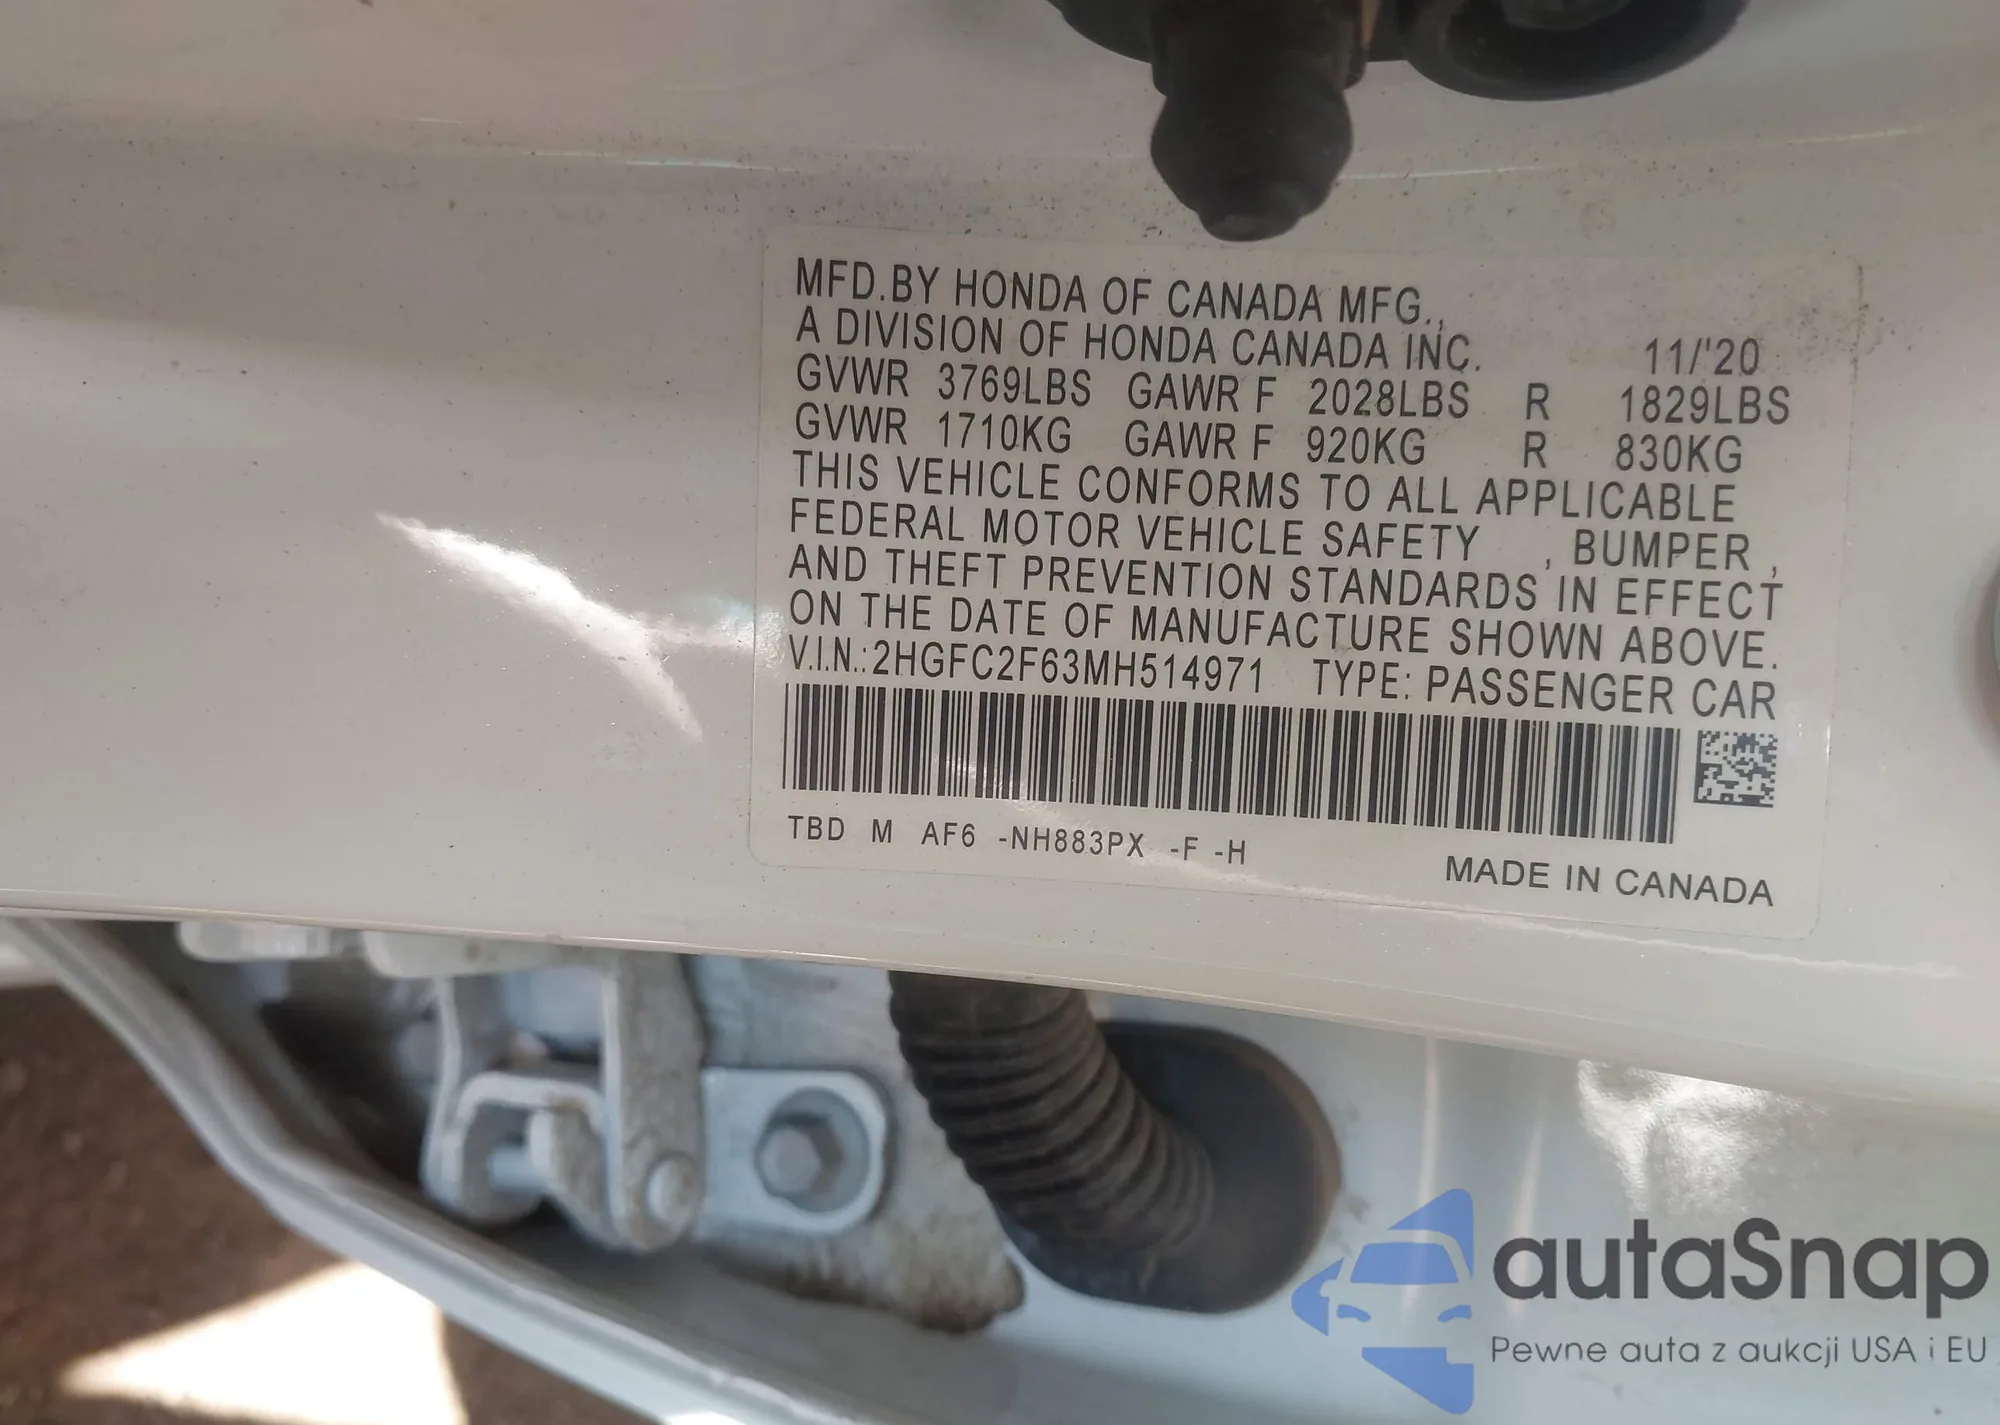 MFD.BY HONDA OF CANADA MFG.,
A DIVISION OF HONDA CANADA INC. 11/'20
GVWR 3769LBS GAWR F 2028LBS R 1829LBS
GVWR 1710KG GAWR F 920KG R 830KG
THIS VEHICLE CONFORMS TO ALL APPLICABLE
FEDERAL MOTOR VEHICLE SAFETY , BUMPER ,
AND THEFT PREVENTION STANDARDS IN EFFECT
ON THE DATE OF MANUFACTURE SHOWN ABOVE.
V.I.N.:2HGFC2F63MH514971 TYPE: PASSENGER CAR
TBD M AF6 -NH883PX -F -H
MADE IN CANADA
autaSnap
Pewne auta z aukcji USA i EU